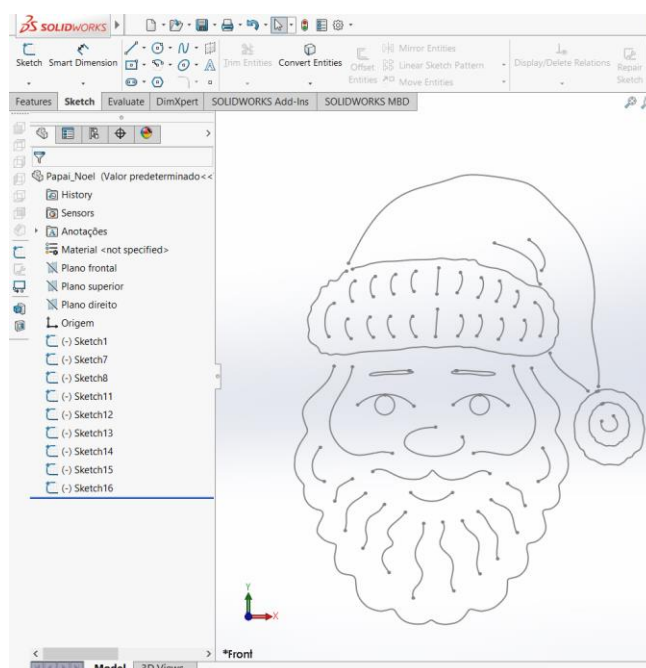 SOLIDWORKS
Sketch Smart Dimension Trim Entities Convert Entities Offset Entities Mirror Entities Linear Sketch Pattern Move Entities Display/Delete Relations Repair Sketch
Features Sketch Evaluate DimXpert SOLIDWORKS Add-Ins SOLIDWORKS MBD
Papai_Noel (Valor predeterminado<<
History
Sensors
Anotações
Material <not specified>
Plano frontal
Plano superior
Plano direito
Origem
(-) Sketch1
(-) Sketch7
(-) Sketch8
(-) Sketch11
(-) Sketch12
(-) Sketch13
(-) Sketch14
(-) Sketch15
(-) Sketch16
Y
X
*Front
Model 3D Views